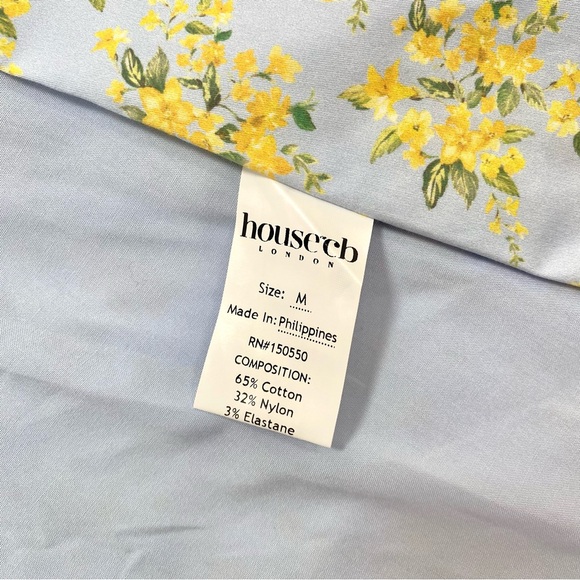 house of cb
LONDON
Size: M
Made In: Philippines
RN#150550
COMPOSITION:
65% Cotton
32% Nylon
3% Elastane